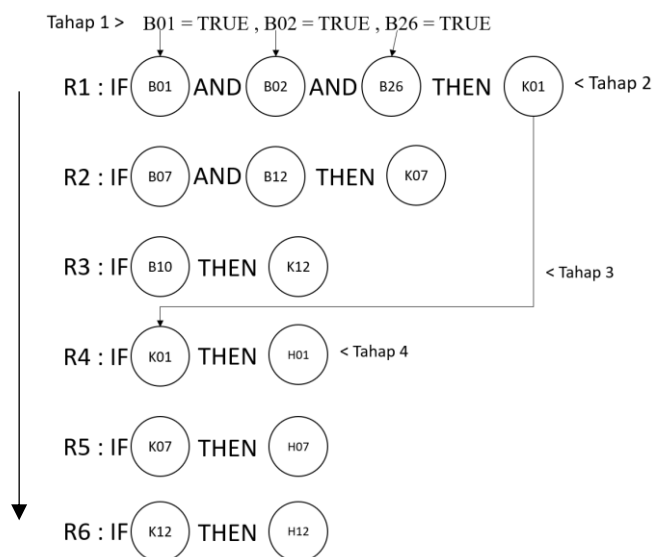 Tahap 1 > B01 = TRUE , B02 = TRUE , B26 = TRUE
R1 : IF B01 AND B02 AND B26 THEN K01 < Tahap 2
R2 : IF B07 AND B12 THEN K07
R3 : IF B10 THEN K12
< Tahap 3
R4 : IF K01 THEN H01 < Tahap 4
R5 : IF K07 THEN H07
R6 : IF K12 THEN H12